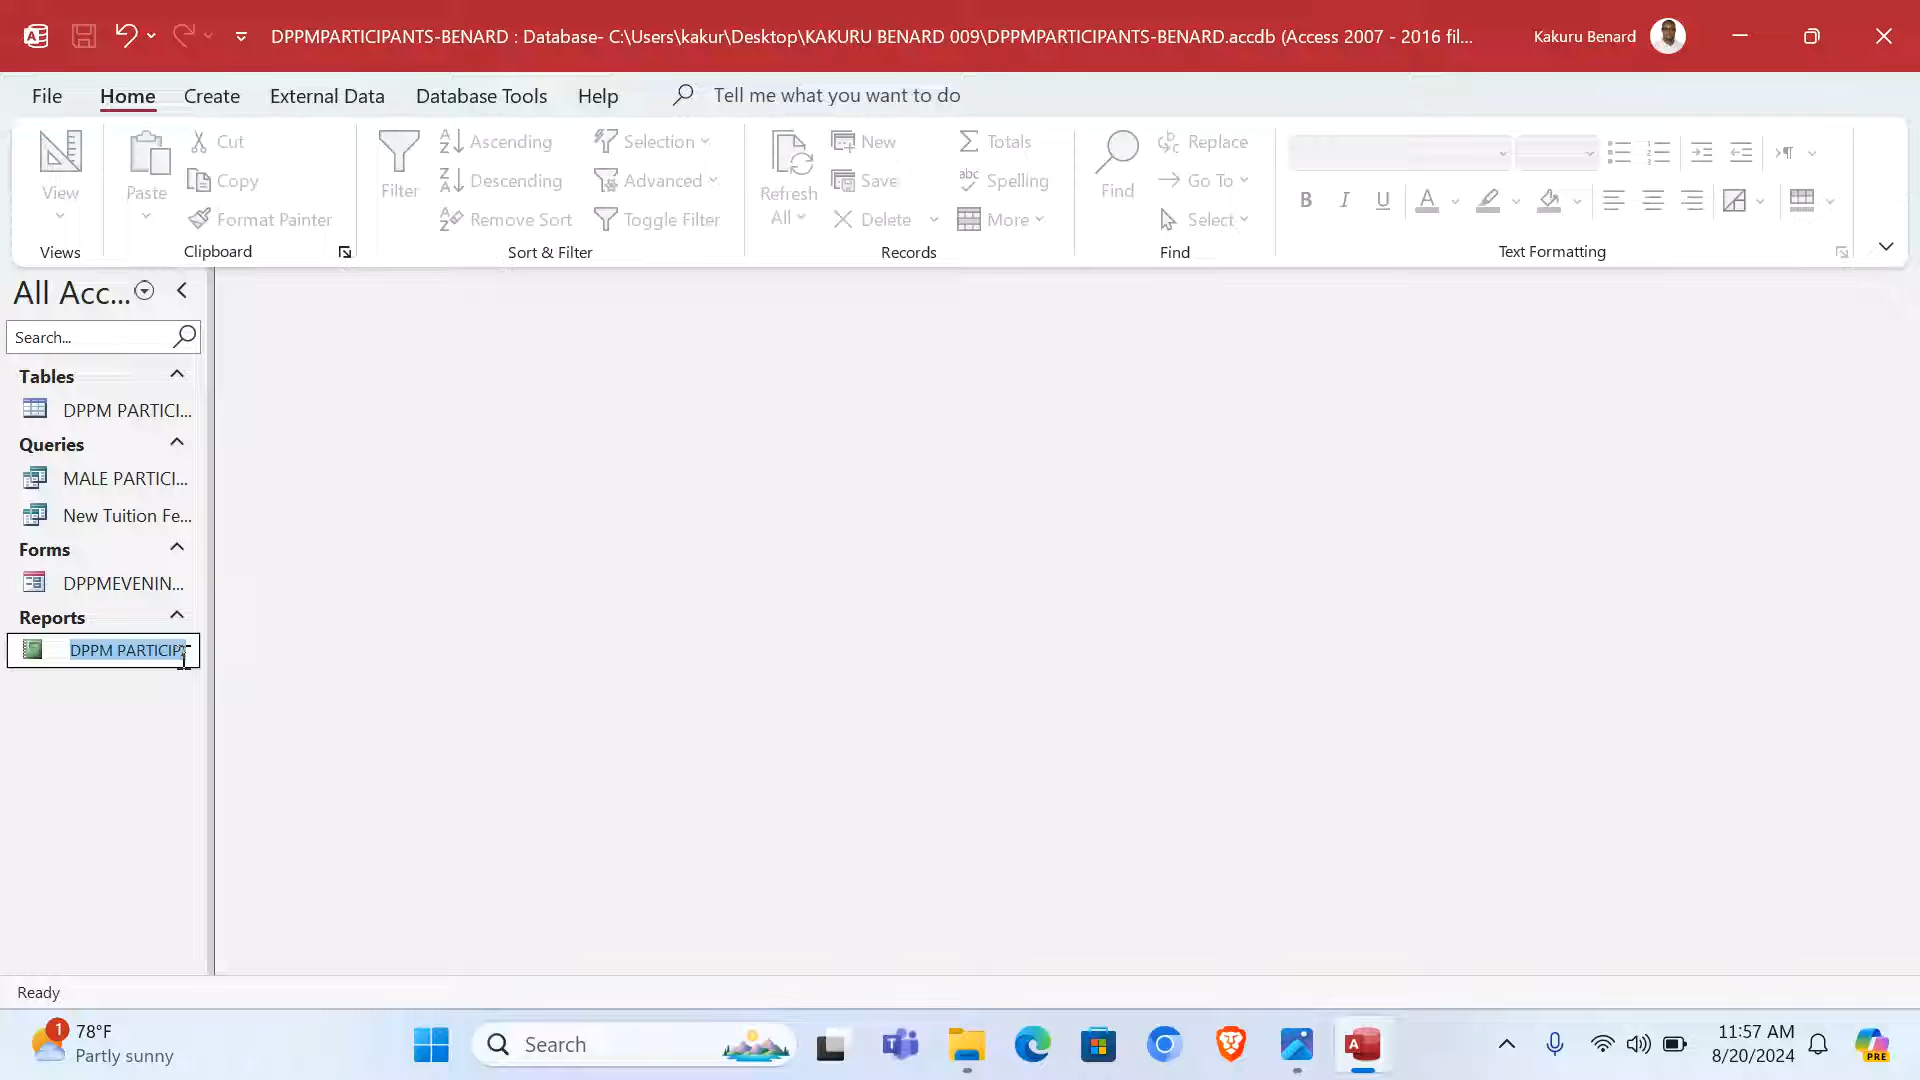 DPPMPARTICIPANTS-BENARD : Database- C:\Users\kakur\Desktop\KAKURU BENARD 009\DPPMPARTICIPANTS-BENARD.accdb (Access 2007 - 2016 fil...
Kakuru Benard
File
Home
Create
External Data
Database Tools
Help
Tell me what you want to do
View
Views
Paste
Cut
Copy
Format Painter
Clipboard
Filter
Ascending
Descending
Remove Sort
Selection
Advanced
Toggle Filter
Sort & Filter
Refresh
All
New
Save
Delete
Totals
Spelling
More
Records
Find
Replace
Go To
Select
Find
B I U A
Text Formatting
All Acc...
Search...
Tables
DPPM PARTICI...
Queries
MALE PARTICI...
New Tuition Fe...
Forms
DPPMEVENIN...
Reports
DPPM PARTICIP
Ready
1
78°F
Partly sunny
Search
11:57 AM
8/20/2024
PRE